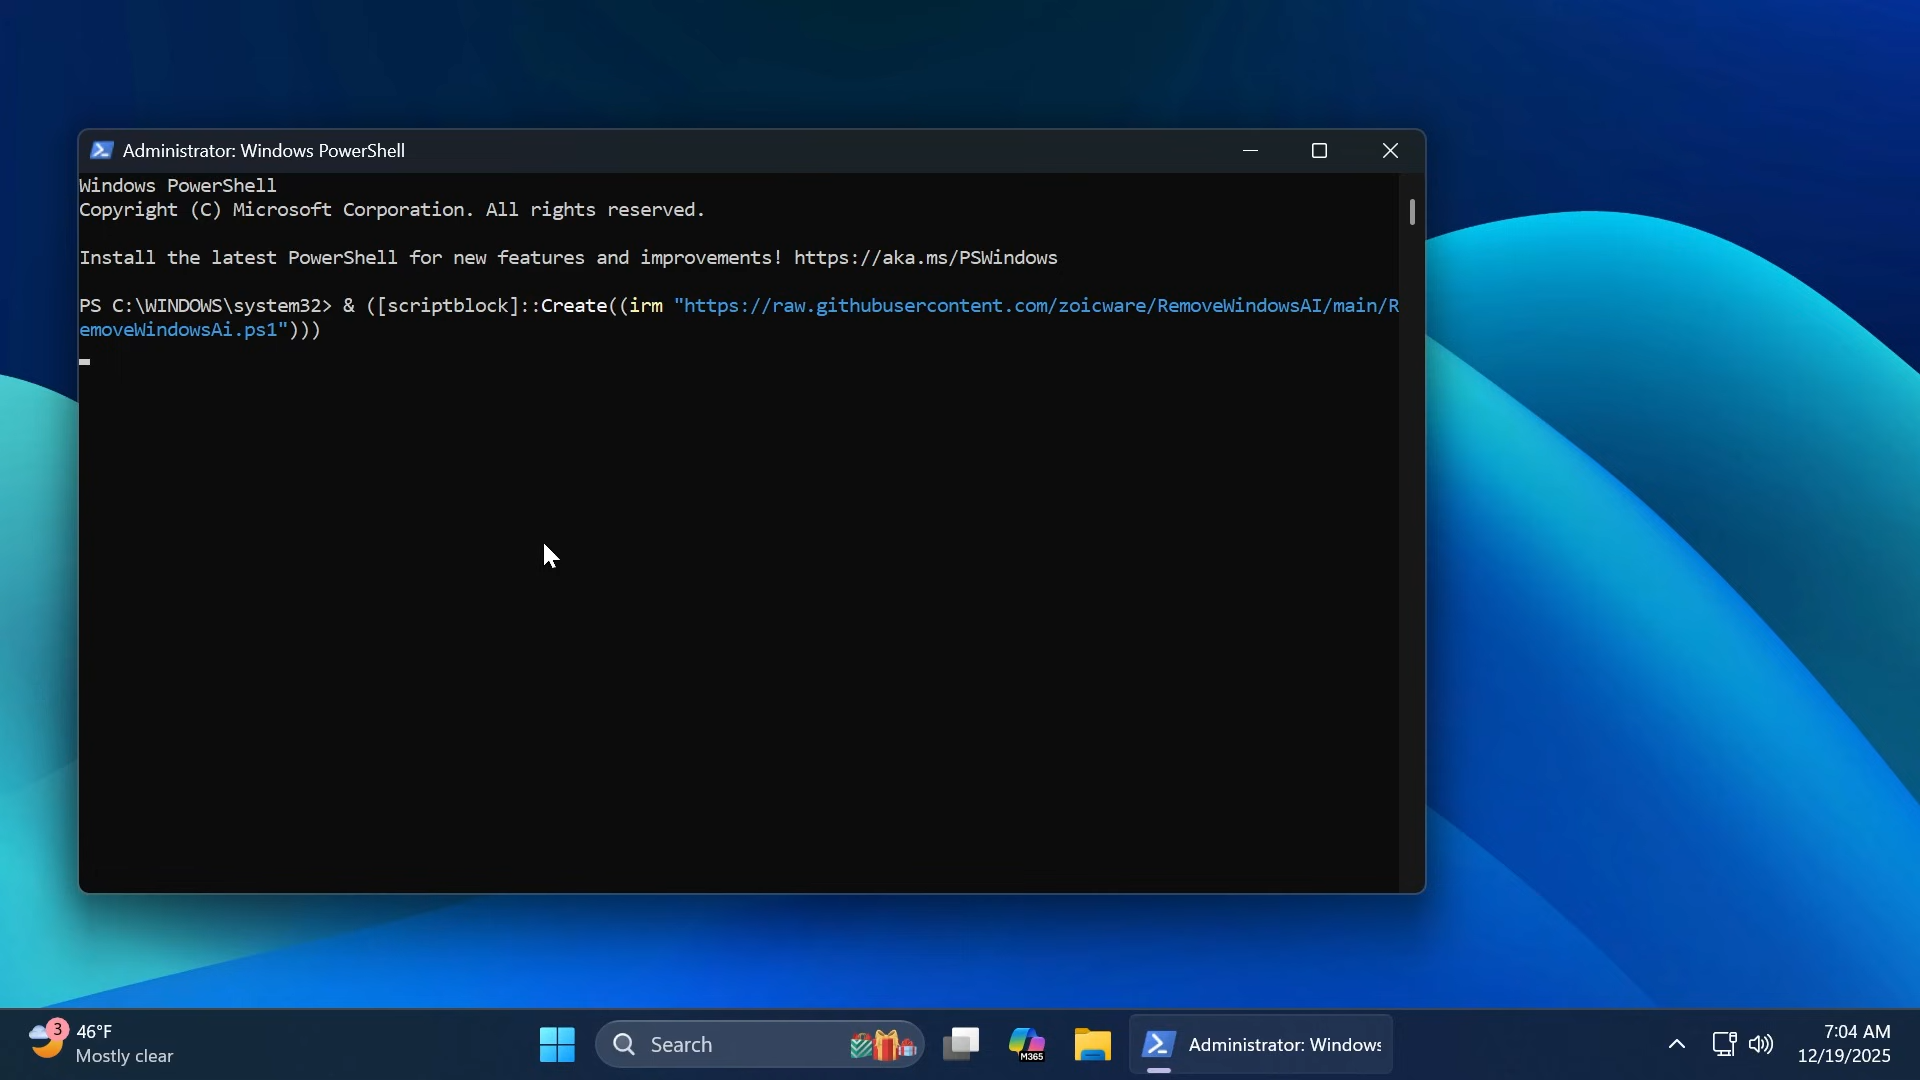 Administrator: Windows PowerShell
Windows PowerShell
Copyright (C) Microsoft Corporation. All rights reserved.
Install the latest PowerShell for new features and improvements! https://aka.ms/PSWindows
PS C:\WINDOWS\system32> & ([scriptblock]::Create((irm "https://raw.githubusercontent.com/zoicware/RemoveWindowsAI/main/R
emoveWindowsAi.ps1")))
3
46°F
Mostly clear
Search
M365
Administrator: Windows
7:04 AM
12/19/2025